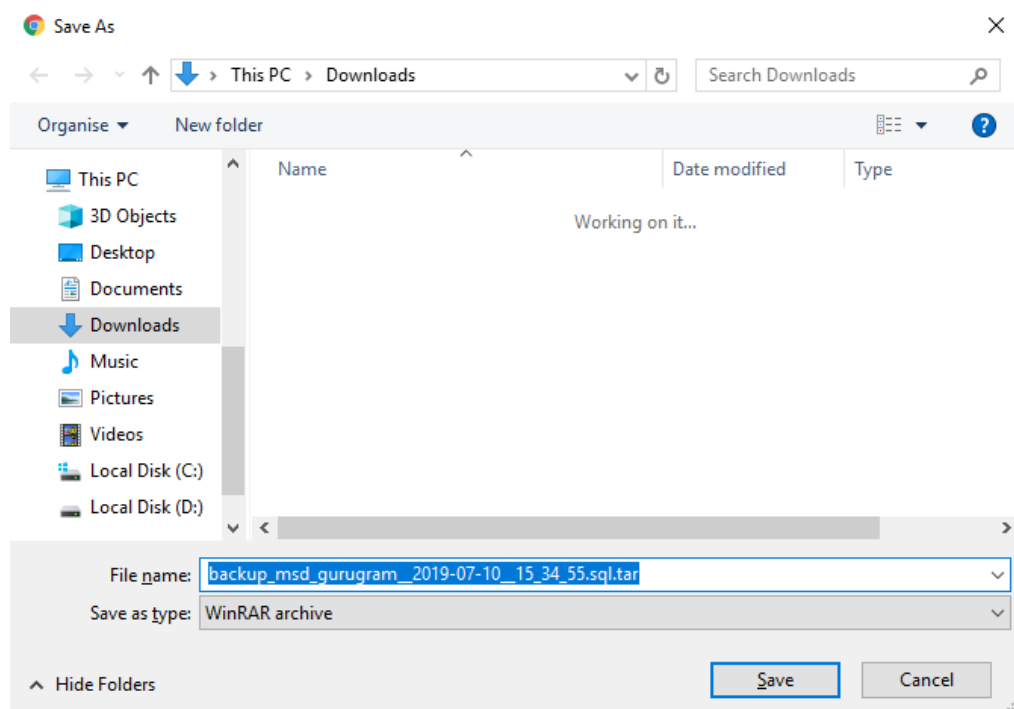 Save As
This PC > Downloads
Search Downloads
Organise
New folder
Name
Date modified
Type
Working on it...
This PC
3D Objects
Desktop
Documents
Downloads
Music
Pictures
Videos
Local Disk (C:)
Local Disk (D:)
File name: backup_msd_gurugram__2019-07-10__15_34_55.sql.tar
Save as type: WinRAR archive
Hide Folders
Save
Cancel